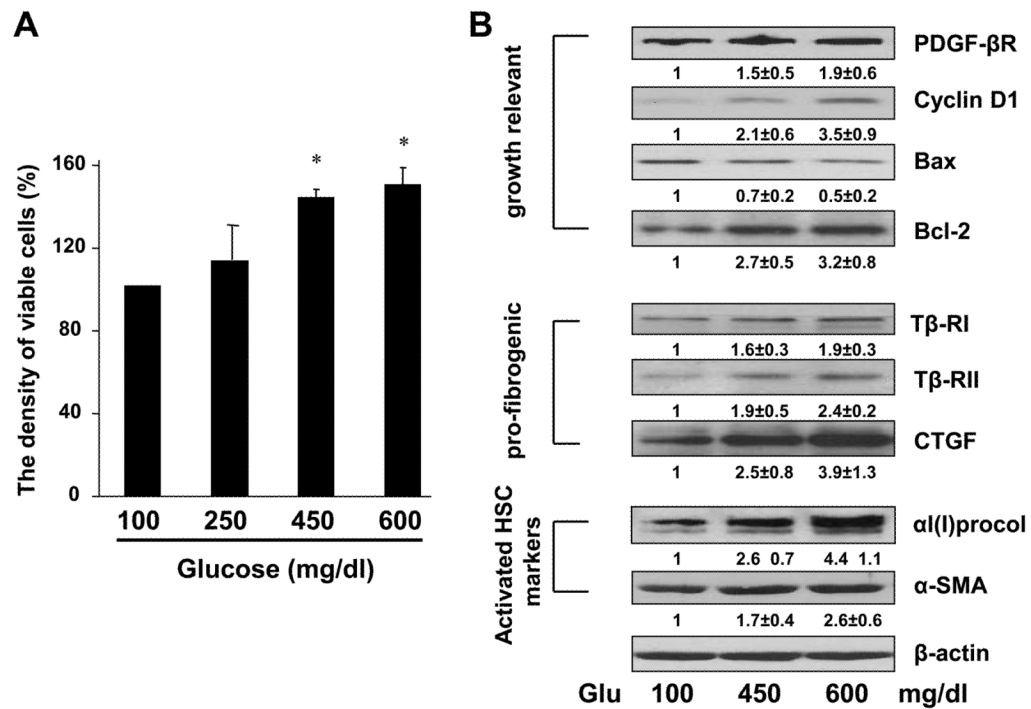 A
The density of viable cells (%)
160
120
80
40
0
*
*
100 250 450 600
Glucose (mg/dl)
B
growth relevant
PDGF-βR
1 1.5±0.5 1.9±0.6
Cyclin D1
1 2.1±0.6 3.5±0.9
Bax
1 0.7±0.2 0.5±0.2
Bcl-2
1 2.7±0.5 3.2±0.8
pro-fibrogenic
Tβ-RI
1 1.6±0.3 1.9±0.3
Tβ-RII
1 1.9±0.5 2.4±0.2
CTGF
1 2.5±0.8 3.9±1.3
Activated HSC
markers
αI(I)procol
1 2.6 0.7 4.4 1.1
α-SMA
1 1.7±0.4 2.6±0.6
β-actin
Glu 100 450 600 mg/dl